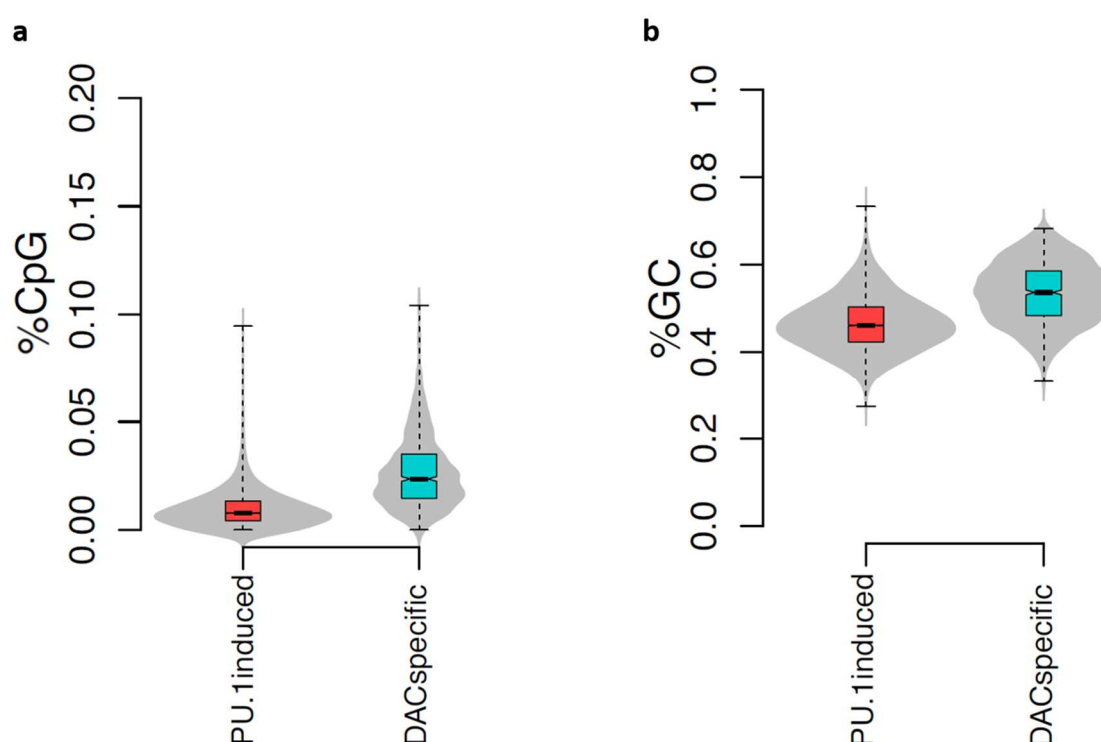 a
%CpG
0.20
0.15
0.10
0.05
0.00
PU.1induced
DACspecific
b
%GC
1.0
0.8
0.6
0.4
0.2
0.0
PU.1induced
DACspecific